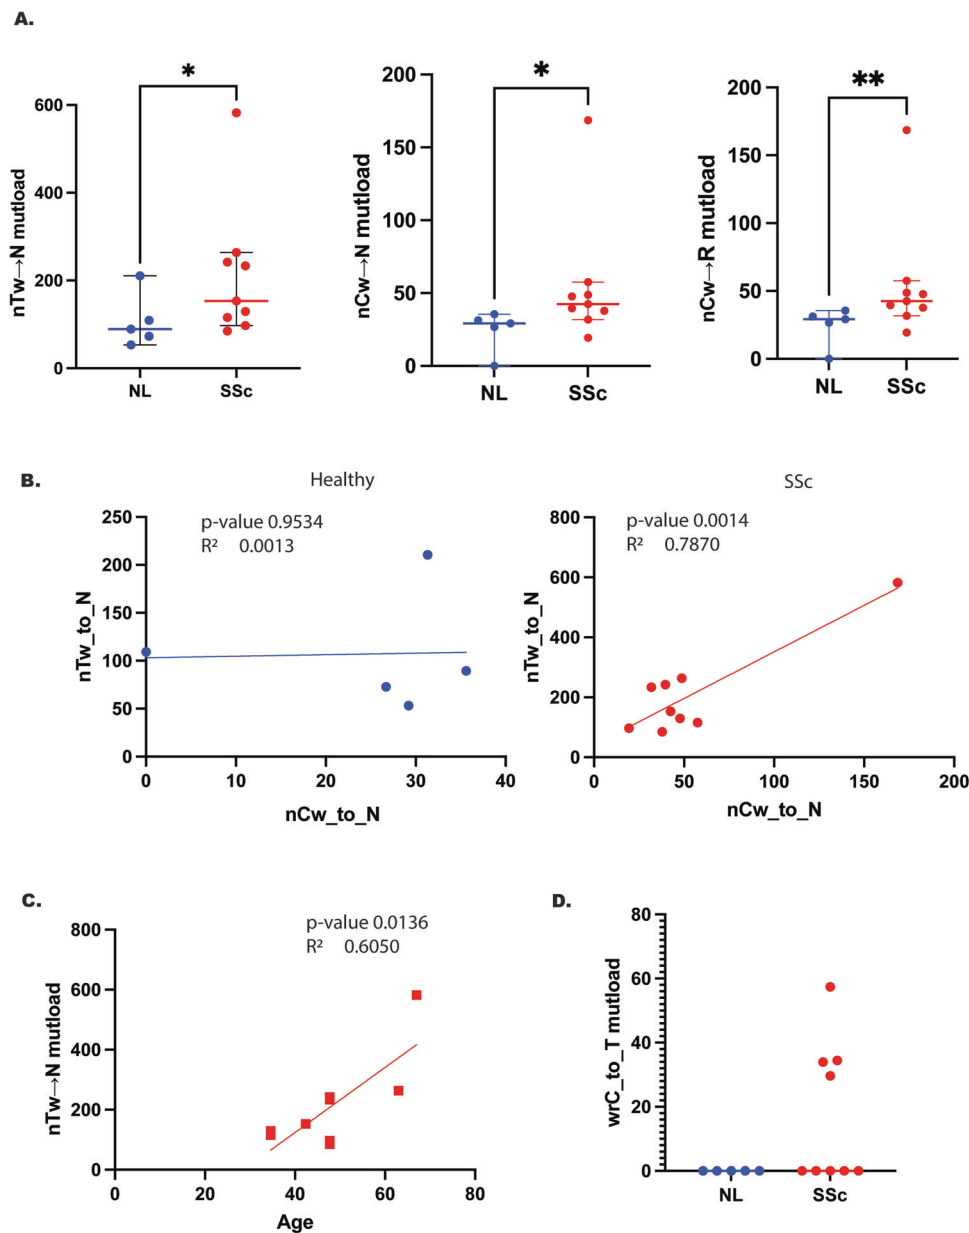 A.
*
600
400
200
0
nTw→N mutload
NL SSc
*
200
150
100
50
0
nCw→N mutload
NL SSc
**
200
150
100
50
0
nCw→R mutload
NL SSc
B.
Healthy
p-value 0.9534
R² 0.0013
250
200
150
100
50
0
nTw_to_N
0 10 20 30 40
nCw_to_N
SSc
p-value 0.0014
R² 0.7870
800
600
400
200
0
nTw_to_N
0 50 100 150 200
nCw_to_N
C.
p-value 0.0136
R² 0.6050
800
600
400
200
0
nTw→N mutload
0 20 40 60 80
Age
D.
80
60
40
20
0
wrC_to_T mutload
NL SSc